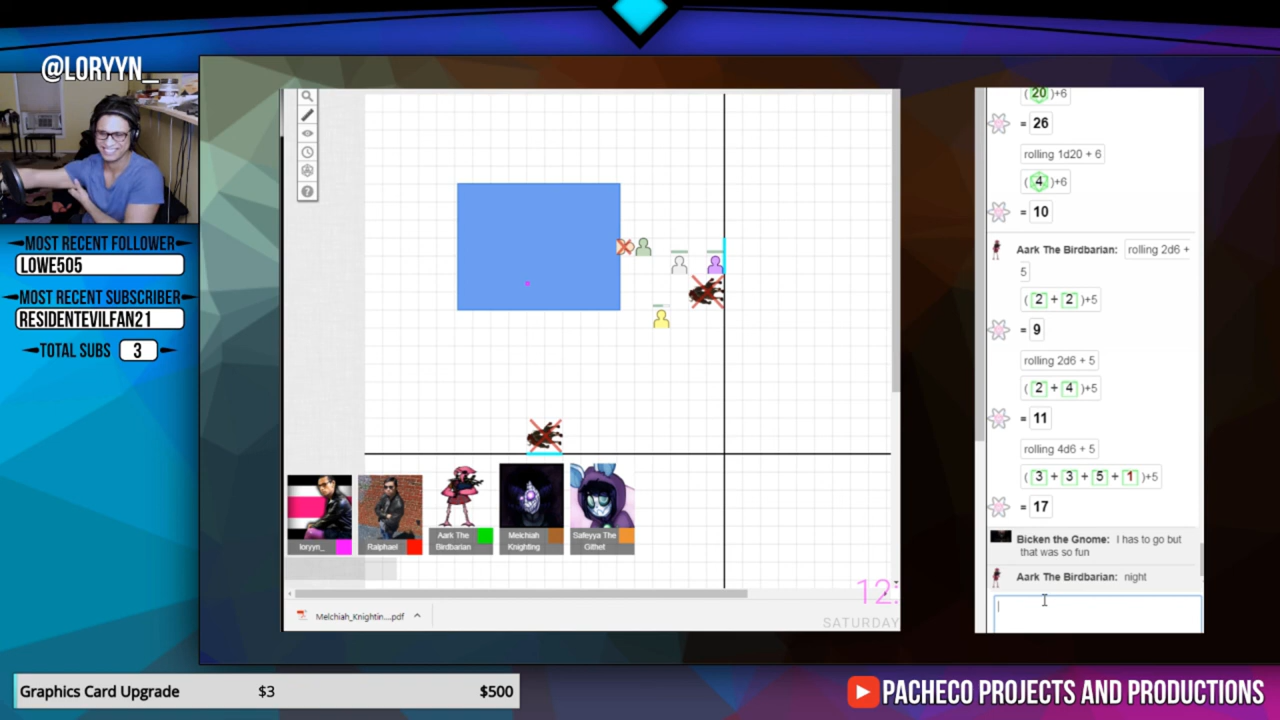 @LORYYN_
MOST RECENT FOLLOWER
LOWE505
MOST RECENT SUBSCRIBER
RESIDENTEVILFAN21
TOTAL SUBS 3
loryyn_
Ralphael
Aark The
Birdbarian
Melchiah
Knighting
Safeyya The
Githet
Melchiah_Knightin....pdf
12:
SATURDAY
(20)+6
= 26
rolling 1d20 + 6
(4)+6
= 10
Aark The Birdbarian: rolling 2d6 +
5
(2 + 2)+5
= 9
rolling 2d6 + 5
(2 + 4)+5
= 11
rolling 4d6 + 5
(3 + 3 + 5 + 1)+5
= 17
Bicken the Gnome: I has to go but
that was so fun
Aark The Birdbarian: night
Graphics Card Upgrade $3 $500
PACHECO PROJECTS AND PRODUCTIONS